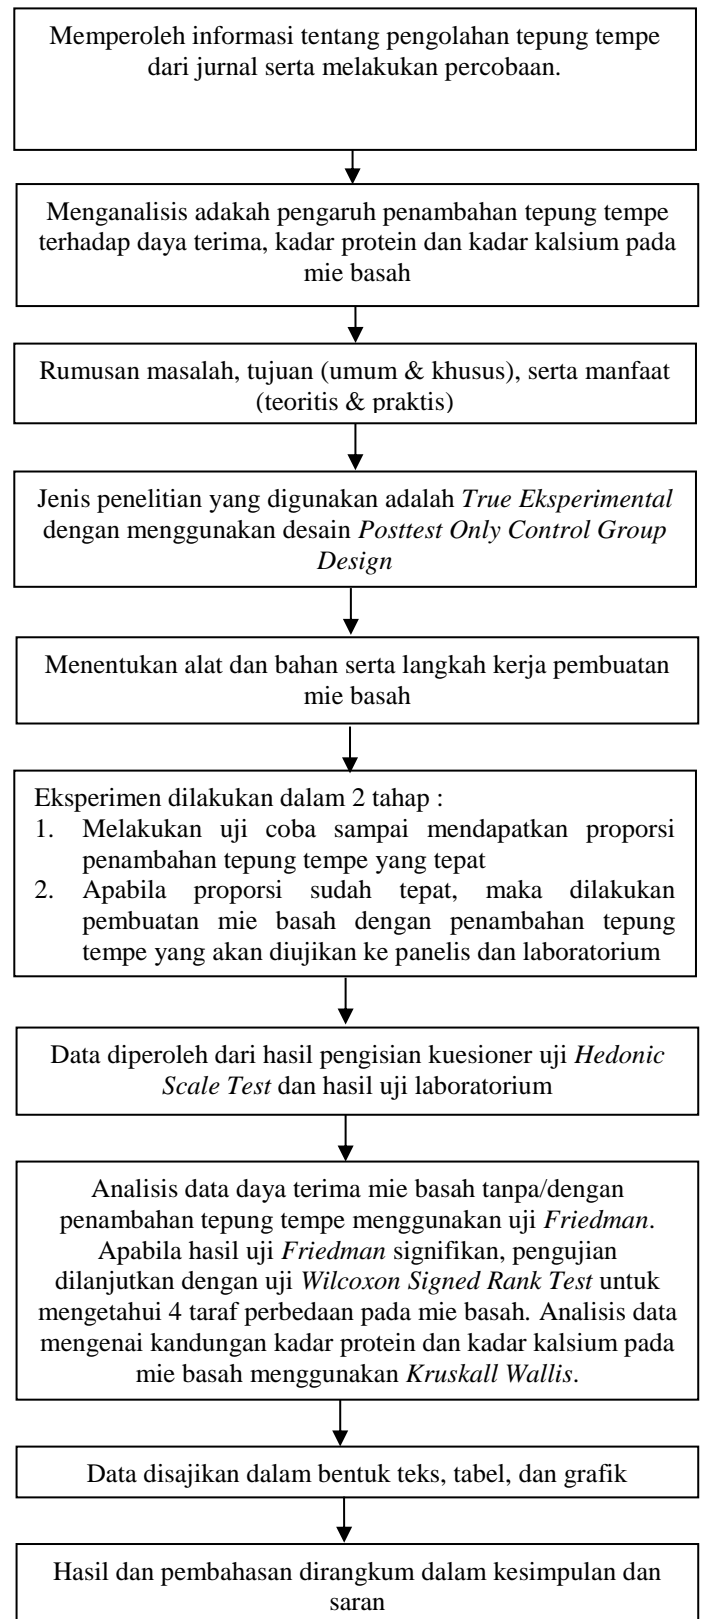 Memperoleh informasi tentang pengolahan tepung tempe
dari jurnal serta melakukan percobaan.
Menganalisis adakah pengaruh penambahan tepung tempe
terhadap daya terima, kadar protein dan kadar kalsium pada
mie basah
Rumusan masalah, tujuan (umum & khusus), serta manfaat
(teoritis & praktis)
Jenis penelitian yang digunakan adalah True Eksperimental
dengan menggunakan desain Posttest Only Control Group
Design
Menentukan alat dan bahan serta langkah kerja pembuatan
mie basah
Eksperimen dilakukan dalam 2 tahap :
1. Melakukan uji coba sampai mendapatkan proporsi
penambahan tepung tempe yang tepat
2. Apabila proporsi sudah tepat, maka dilakukan
pembuatan mie basah dengan penambahan tepung
tempe yang akan diujikan ke panelis dan laboratorium
Data diperoleh dari hasil pengisian kuesioner uji Hedonic
Scale Test dan hasil uji laboratorium
Analisis data daya terima mie basah tanpa/dengan
penambahan tepung tempe menggunakan uji Friedman.
Apabila hasil uji Friedman signifikan, pengujian
dilanjutkan dengan uji Wilcoxon Signed Rank Test untuk
mengetahui 4 taraf perbedaan pada mie basah. Analisis data
mengenai kandungan kadar protein dan kadar kalsium pada
mie basah menggunakan Kruskall Wallis.
Data disajikan dalam bentuk teks, tabel, dan grafik
Hasil dan pembahasan dirangkum dalam kesimpulan dan
saran